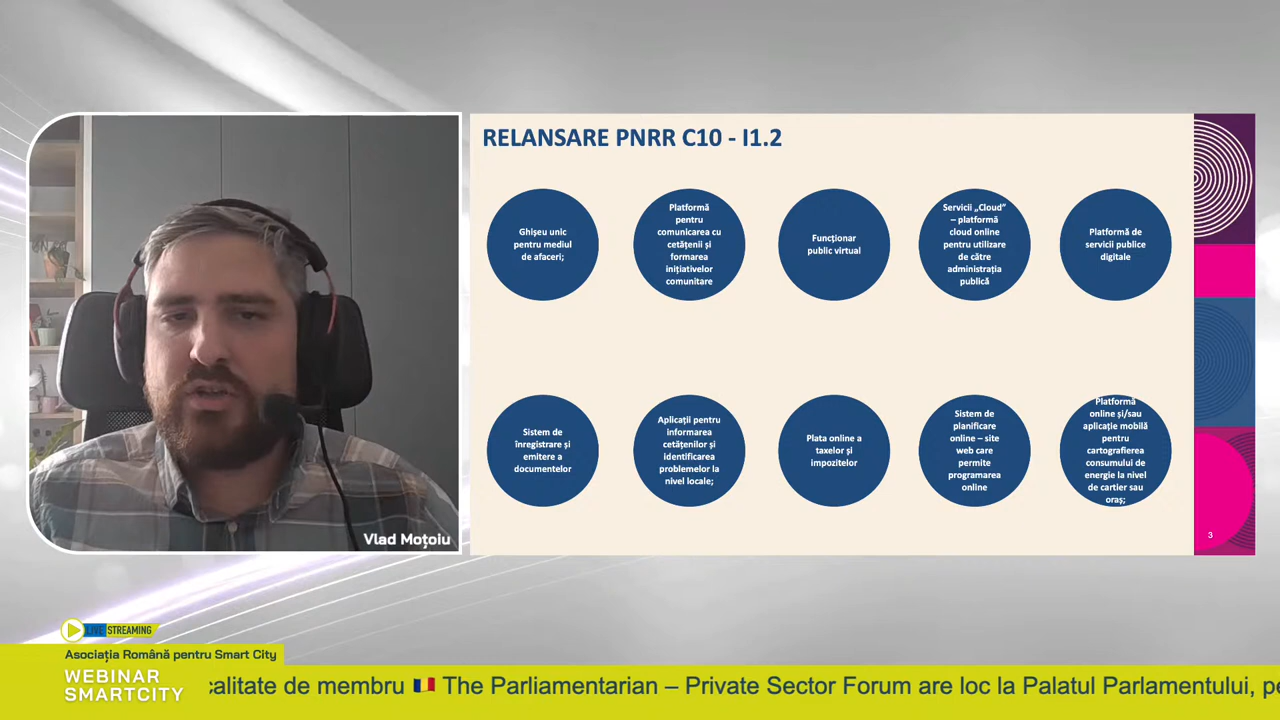 RELANSARE PNRR C10 - I1.2
Ghișeu unic
pentru mediul
de afaceri;
Platformă
pentru
comunicarea cu
cetățenii și
formarea
inițiativelor
comunitare
Funcționar
public virtual
Servicii „Cloud”
– platformă
cloud online
pentru utilizare
de către
administrația
publică
Platformă de
servicii publice
digitale
Sistem de
înregistrare și
emitere a
documentelor
Aplicații pentru
informarea
cetățenilor și
identificarea
problemelor la
nivel locale;
Plata online a
taxelor și
impozitelor
Sistem de
planificare
online – site
web care
permite
programarea
online
Platformă
online și/sau
aplicație mobilă
pentru
cartografierea
consumului de
energie la nivel
de cartier sau
oraș;
3
Vlad Moțoiu
LIVE STREAMING
Asociația Română pentru Smart City
WEBINAR
SMARTCITY
calitate de membru The Parliamentarian – Private Sector Forum are loc la Palatul Parlamentului, pe